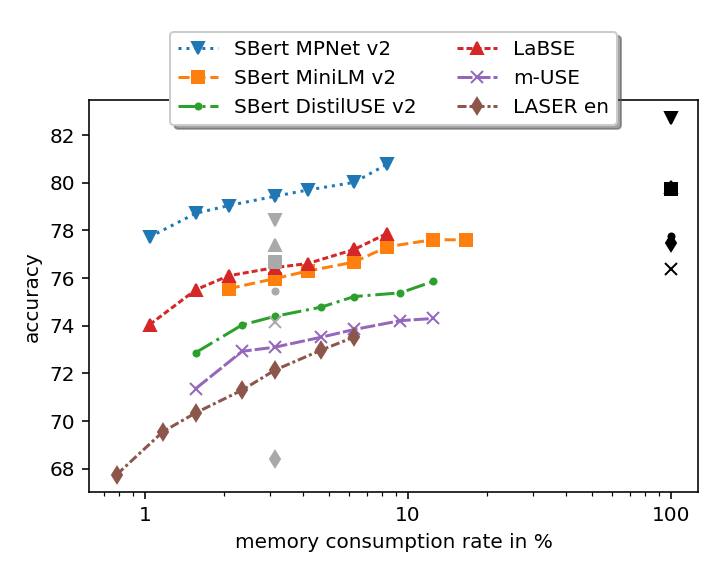 SBert MPNet v2
SBert MiniLM v2
SBert DistilUSE v2
LaBSE
m-USE
LASER en
accuracy
82
80
78
76
74
72
70
68
1 10 100
memory consumption rate in %